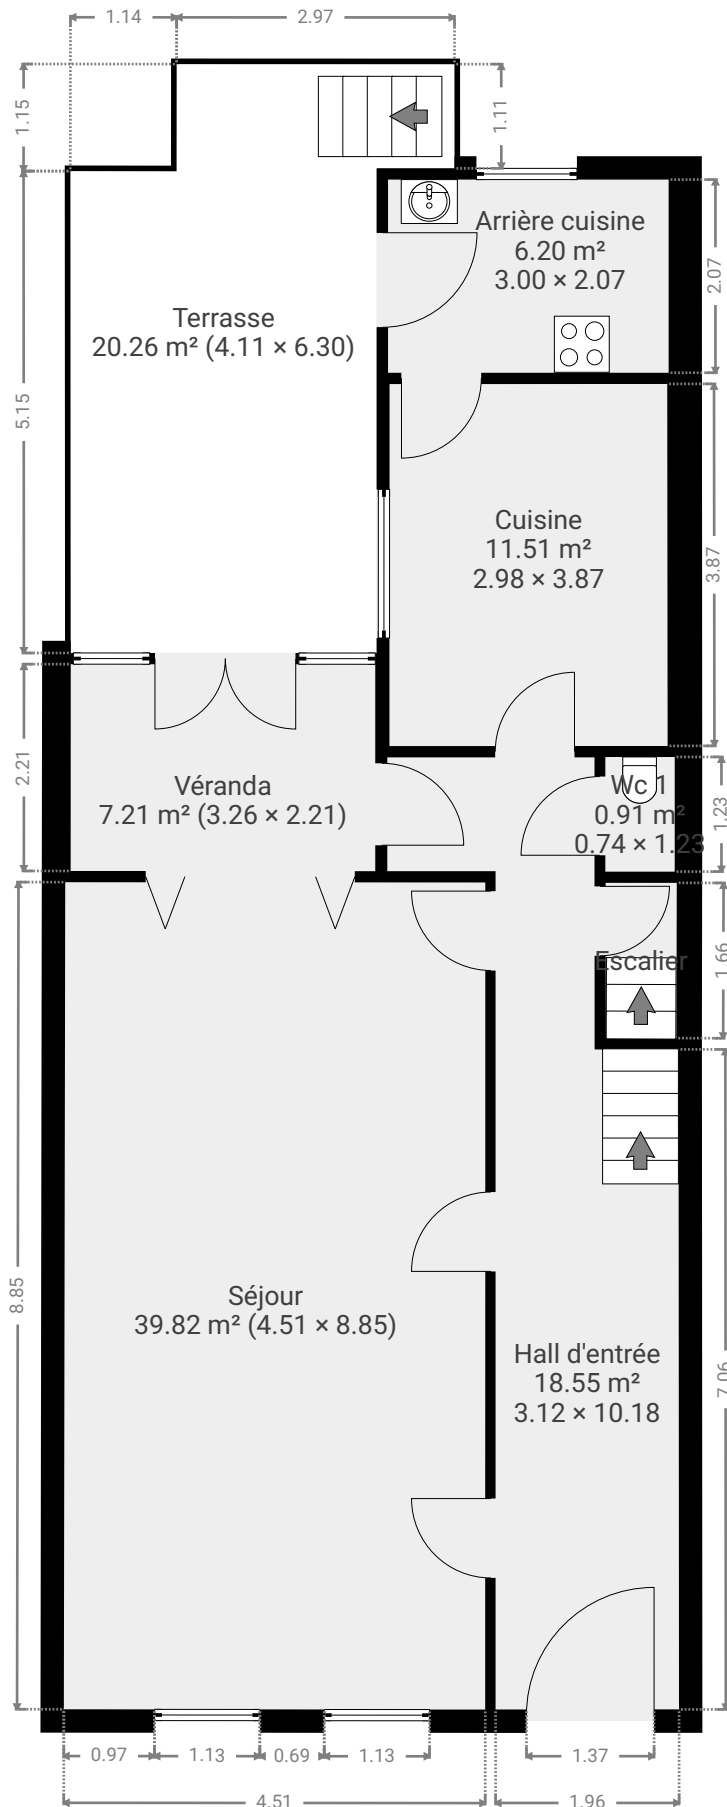 1.14
2.97
1.15
1.11
Arrière cuisine
6.20 m²
3.00 × 2.07
2.07
Terrasse
20.26 m² (4.11 × 6.30)
5.15
Cuisine
11.51 m²
2.98 × 3.87
3.87
Véranda
7.21 m² (3.26 × 2.21)
2.21
Wc 1
0.91 m²
0.74 × 1.23
1.23
Escalier
1.66
Séjour
39.82 m² (4.51 × 8.85)
8.85
Hall d'entrée
18.55 m²
3.12 × 10.18
7.06
0.97
1.13
0.69
1.13
1.37
4.51
1.96